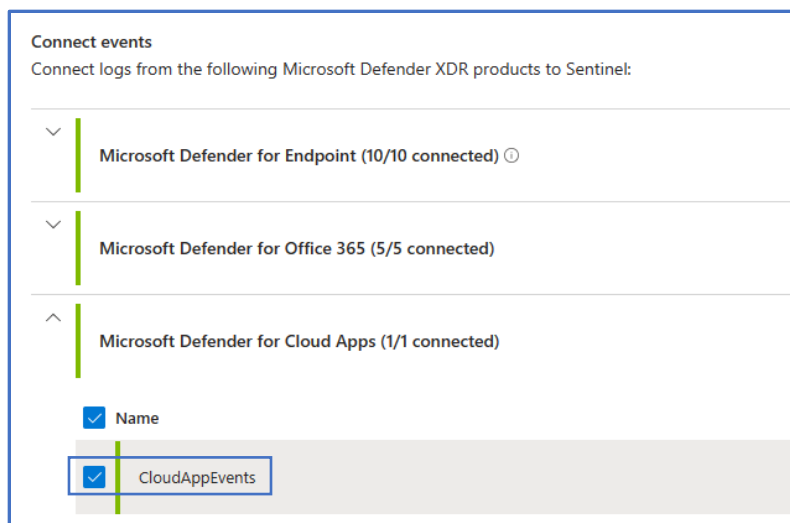 Connect events
Connect logs from the following Microsoft Defender XDR products to Sentinel:
Microsoft Defender for Endpoint (10/10 connected)
Microsoft Defender for Office 365 (5/5 connected)
Microsoft Defender for Cloud Apps (1/1 connected)
Name
CloudAppEvents